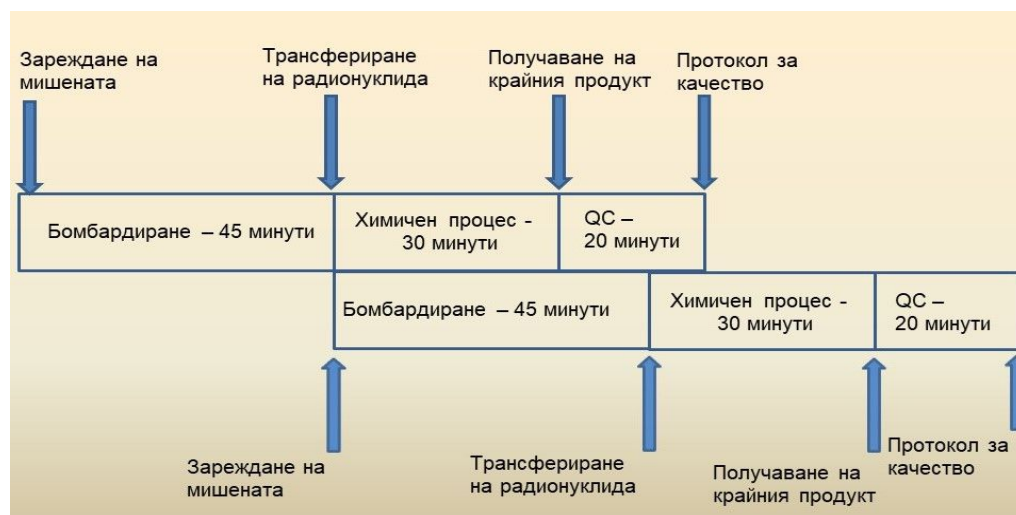 Зареждане на
мишената
Трансфериране
на радионуклида
Получаване на
крайния продукт
Протокол за
качество
Бомбардиране – 45 минути
Химичен процес -
30 минути
QC –
20 минути
Бомбардиране – 45 минути
Химичен процес -
30 минути
QC –
20 минути
Зареждане на
мишената
Трансфериране
на радионуклида
Получаване на
крайния продукт
Протокол за
качество